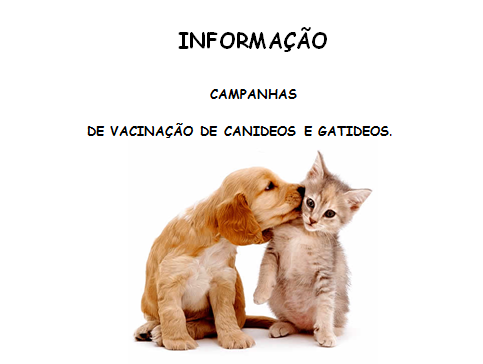 INFORMAÇÃO
CAMPANHAS
DE VACINAÇÃO DE CANIDEOS E GATIDEOS.